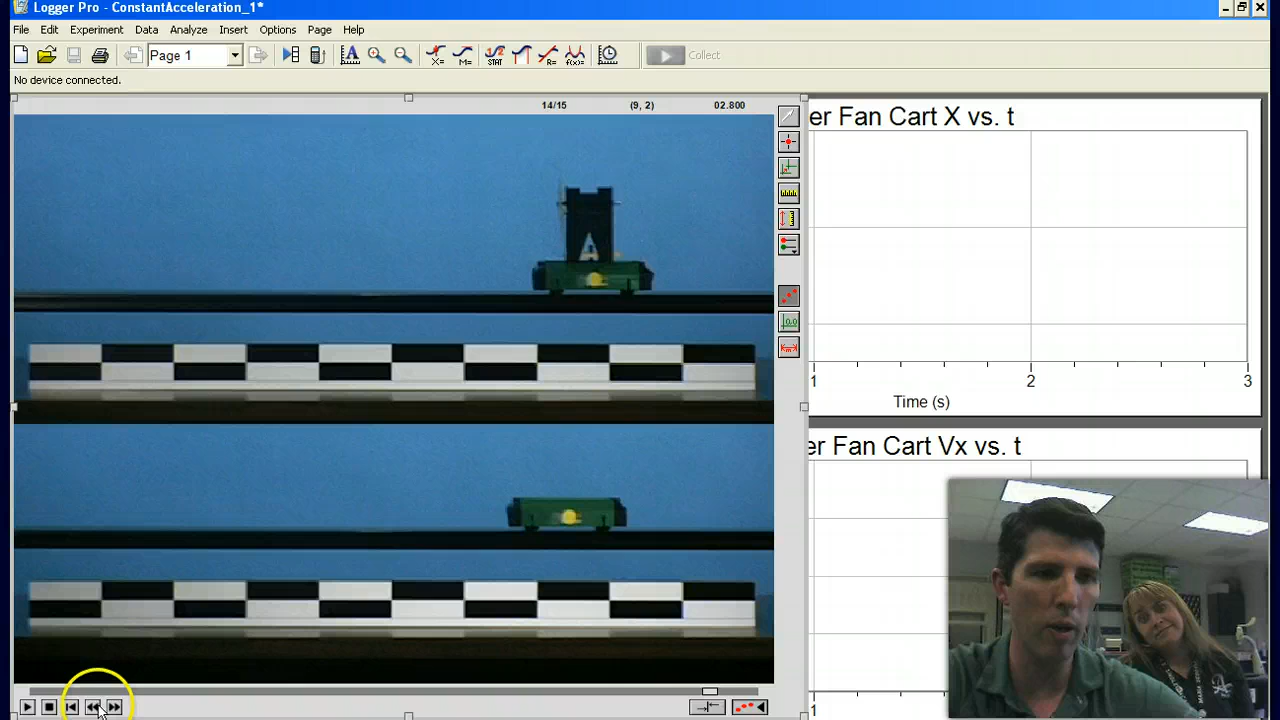 Logger Pro - ConstantAcceleration_1*
File Edit Experiment Data Analyze Insert Options Page Help
Page 1
Collect
No device connected.
14/15 (9, 2) 02.800
er Fan Cart X vs. t
A
1 2 3
Time (s)
er Fan Cart Vx vs. t
1